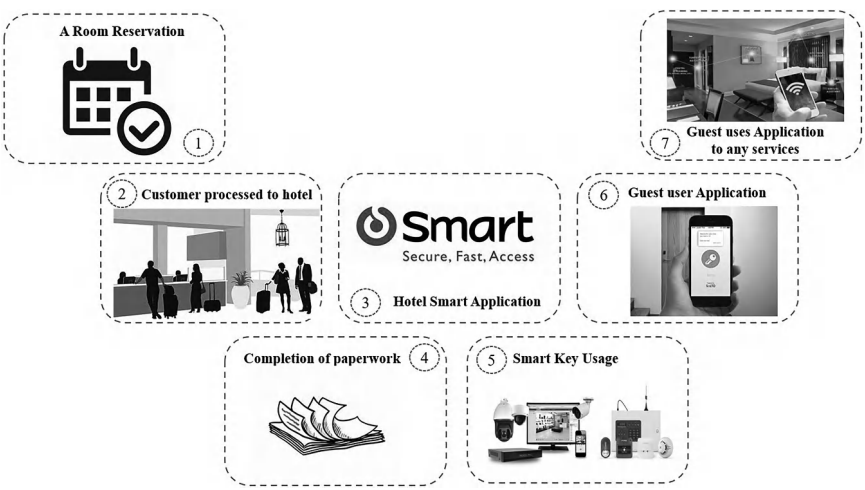 A Room Reservation
1
2
Customer processed to hotel
Smart
Secure, Fast, Access
3
Hotel Smart Application
Completion of paperwork
4
5
Smart Key Usage
6
Guest user Application
7
Guest uses Application
to any services